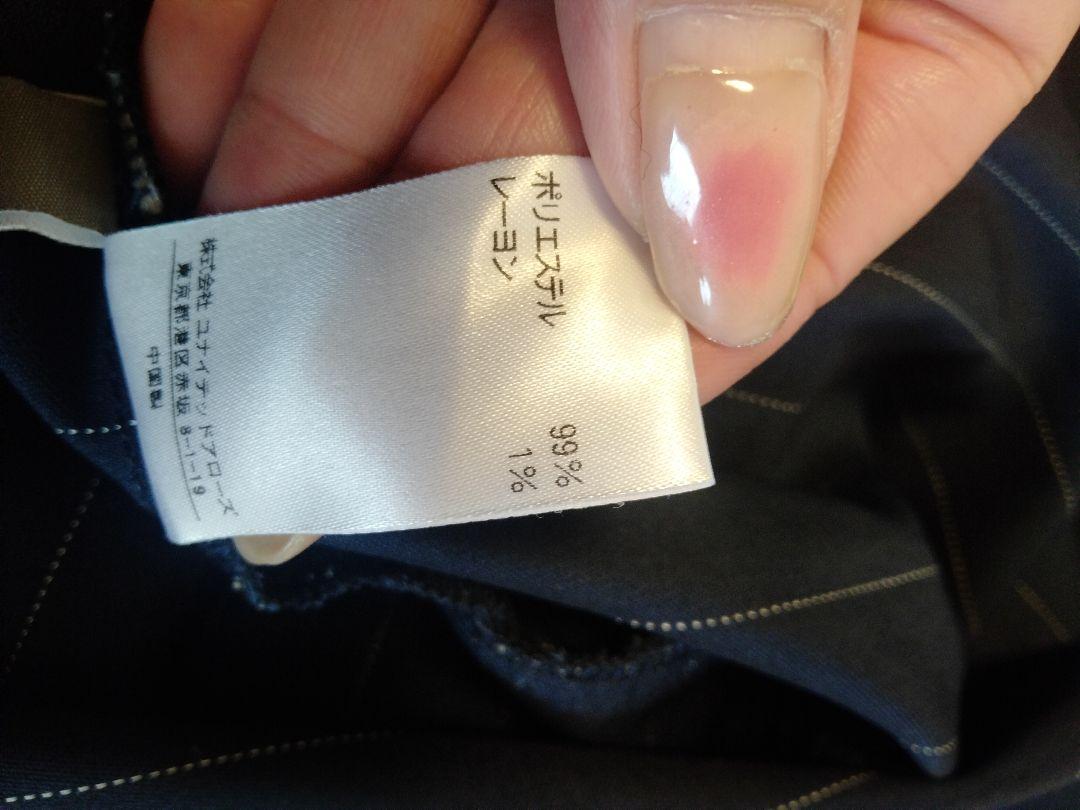 ポリエステル 99%
レーヨン 1%
株式会社 ユナイテッドアローズ
東京都港区赤坂 8-1-19
中国製